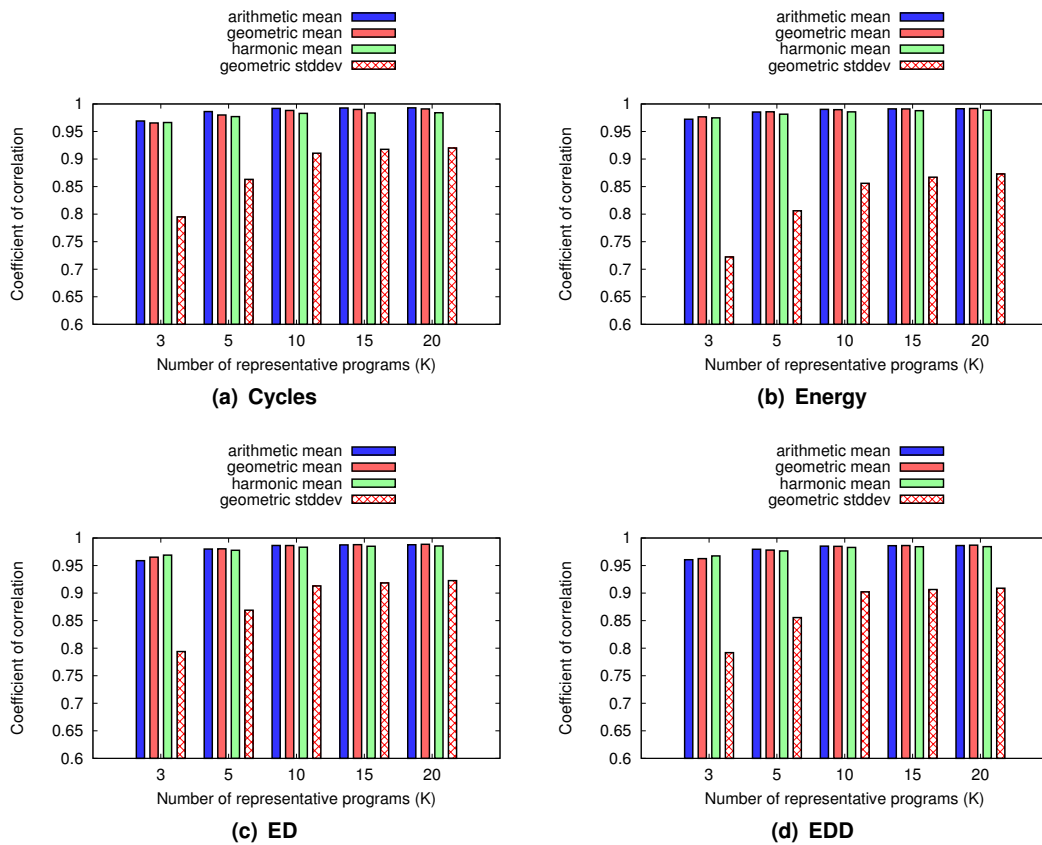 arithmetic mean
geometric mean
harmonic mean
geometric stddev
Coefficient of correlation
1
0.95
0.9
0.85
0.8
0.75
0.7
0.65
0.6
3 5 10 15 20
Number of representative programs (K)
(a) Cycles
arithmetic mean
geometric mean
harmonic mean
geometric stddev
Coefficient of correlation
1
0.95
0.9
0.85
0.8
0.75
0.7
0.65
0.6
3 5 10 15 20
Number of representative programs (K)
(b) Energy
arithmetic mean
geometric mean
harmonic mean
geometric stddev
Coefficient of correlation
1
0.95
0.9
0.85
0.8
0.75
0.7
0.65
0.6
3 5 10 15 20
Number of representative programs (K)
(c) ED
arithmetic mean
geometric mean
harmonic mean
geometric stddev
Coefficient of correlation
1
0.95
0.9
0.85
0.8
0.75
0.7
0.65
0.6
3 5 10 15 20
Number of representative programs (K)
(d) EDD